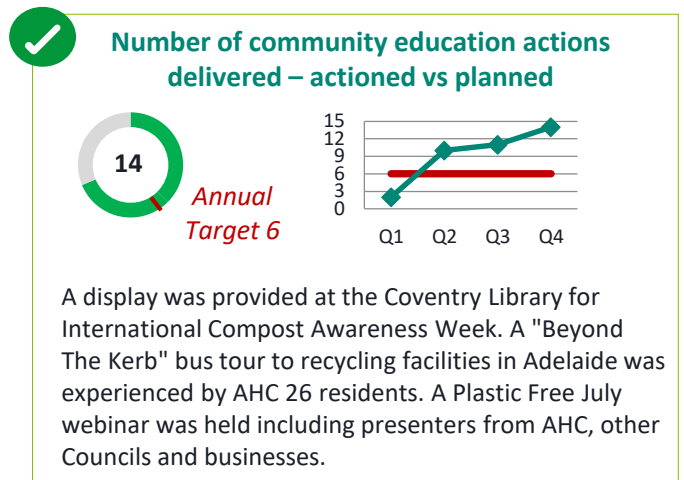 Number of community education actions
delivered – actioned vs planned
14
Annual
Target 6
15
12
9
6
3
0
Q1 Q2 Q3 Q4
A display was provided at the Coventry Library for
International Compost Awareness Week. A "Beyond
The Kerb" bus tour to recycling facilities in Adelaide was
experienced by AHC 26 residents. A Plastic Free July
webinar was held including presenters from AHC, other
Councils and businesses.